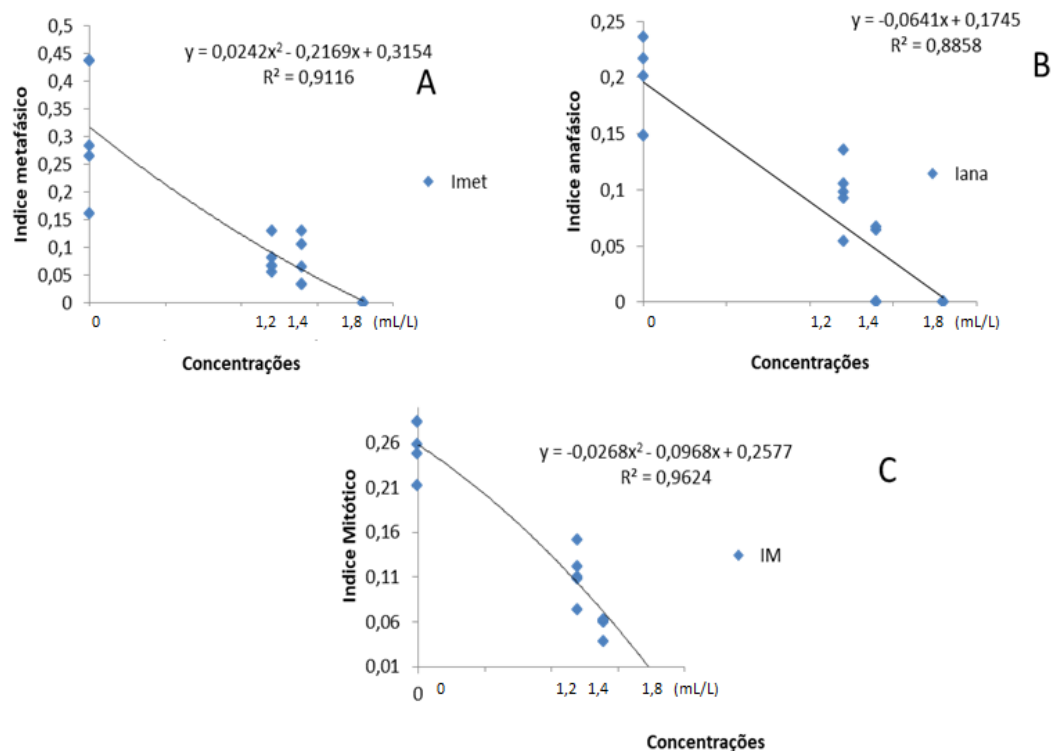 0,5
0,45
0,4
0,35
0,3
0,25
0,2
0,15
0,1
0,05
0
Indice metafásico
y = 0,0242x² - 0,2169x + 0,3154
R² = 0,9116
A
Imet
0 1,2 1,4 1,8 (mL/L)
Concentrações
0,25
0,2
0,15
0,1
0,05
0
Indice anafásico
y = -0,0641x + 0,1745
R² = 0,8858
B
Iana
0 1,2 1,4 1,8 (mL/L)
Concentrações
0,26
0,21
0,16
0,11
0,06
0,01
Indice Mitótico
y = -0,0268x² - 0,0968x + 0,2577
R² = 0,9624
C
IM
0 0 1,2 1,4 1,8 (mL/L)
Concentrações